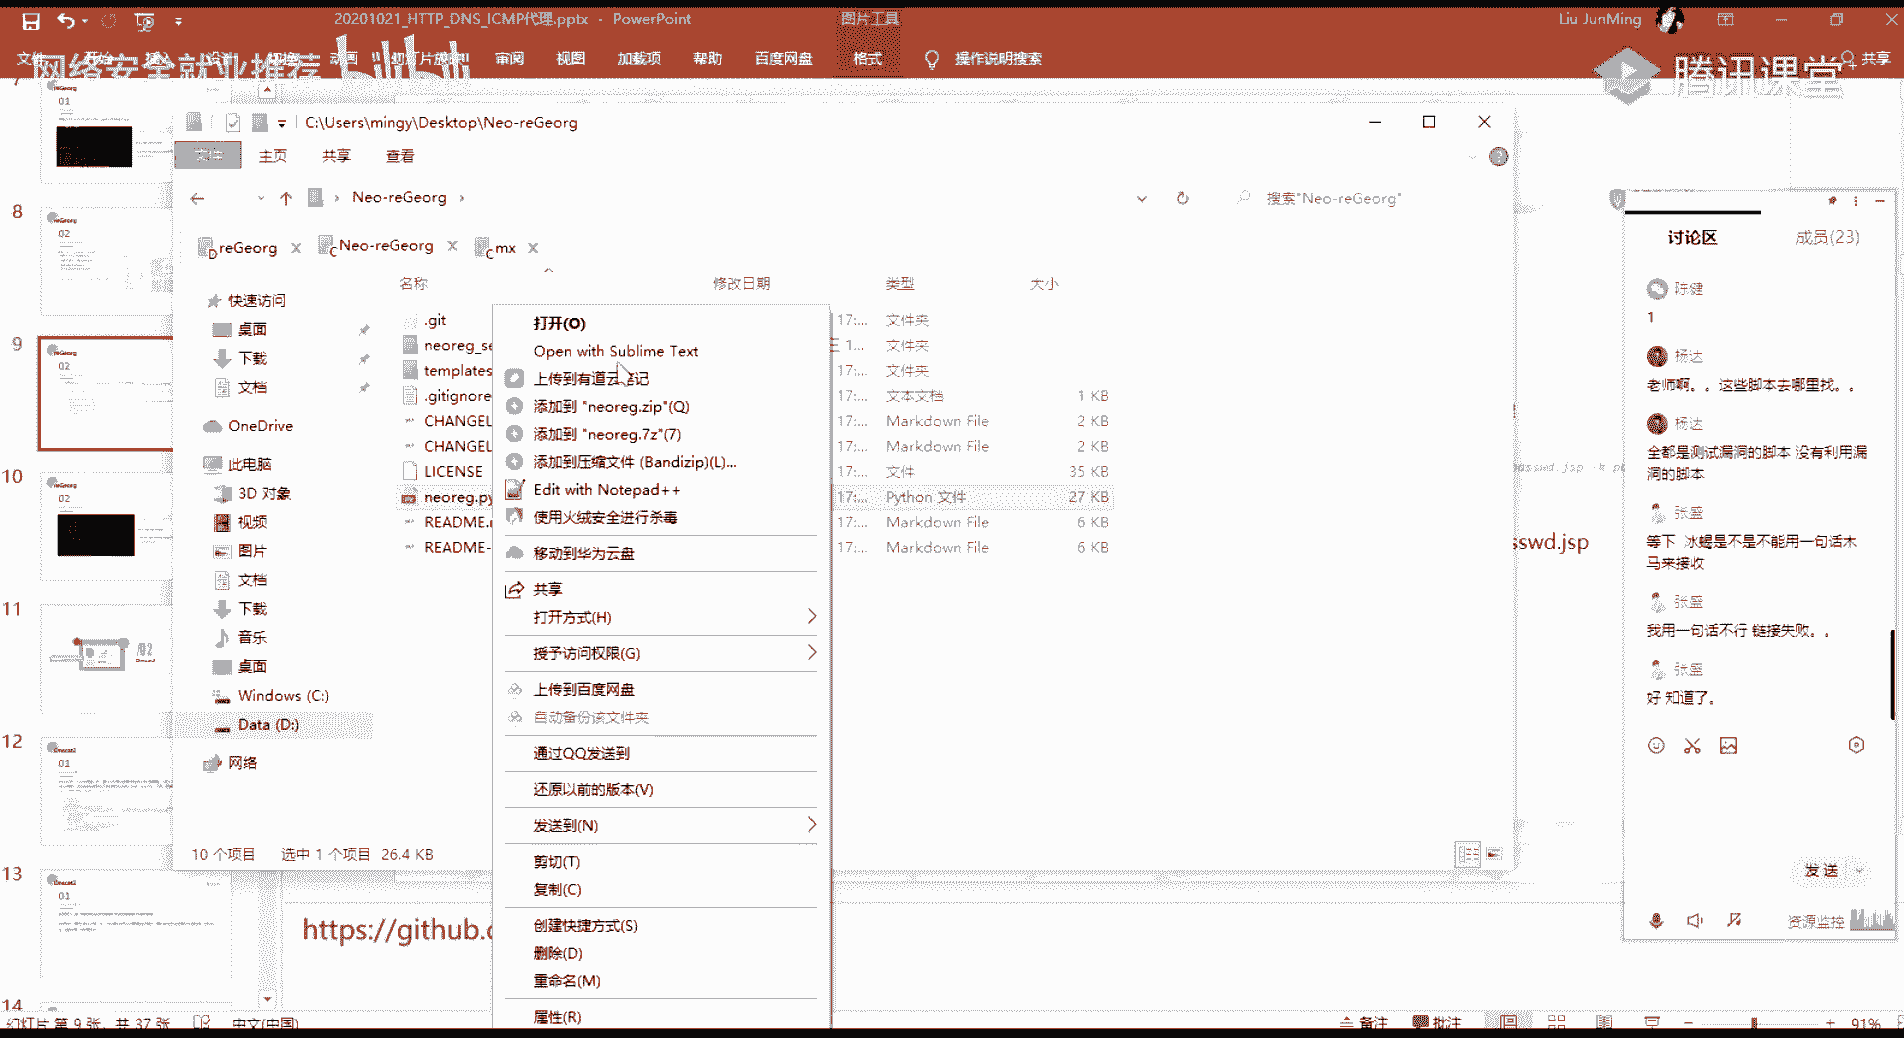 20201021_HTTP_DNS_ICMP代理.pptx - PowerPoint
图片工具
Liu JunMing
动画
审阅
视图
加载项
帮助
百度网盘
格式
操作说明搜索
共享
网络安全就业推荐
bilibili
腾讯课堂
C:\Users\mingy\Desktop\Neo-reGeorg
文件
主页
共享
查看
Neo-reGeorg
搜索"Neo-reGeorg"
reGeorg
Neo-reGeorg
mx
名称
修改日期
类型
大小
快速访问
桌面
下载
文档
OneDrive
此电脑
3D 对象
视频
图片
文档
下载
音乐
桌面
Windows (C:)
Data (D:)
网络
.git 17:... 文件夹
neoreg_se 1... 文件夹
templates 17:... 文件夹
.gitignore 17:... 文本文档 1 KB
CHANGEL 17:... Markdown File 2 KB
CHANGEL 17:... Markdown File 2 KB
LICENSE 17:... 文件 35 KB
neoreg.py 17:... Python 文件 27 KB
README. 17:... Markdown File 6 KB
README- 17:... Markdown File 6 KB
打开(O)
Open with Sublime Text
上传到有道云笔记
添加到 "neoreg.zip"(Q)
添加到 "neoreg.7z"(7)
添加到压缩文件 (Bandizip)(L)...
Edit with Notepad++
使用火绒安全进行杀毒
移动到华为云盘
共享
打开方式(H)
授予访问权限(G)
上传到百度网盘
自动备份该文件夹
通过QQ发送到
还原以前的版本(V)
发送到(N)
剪切(T)
复制(C)
创建快捷方式(S)
删除(D)
重命名(M)
属性(R)
10 个项目
选中 1 个项目 26.4 KB
https://github.c
sswd.jsp
讨论区
成员(23)
陈健
1
杨达
老师啊。。这些脚本去哪里找。。
杨达
全都是测试漏洞的脚本 没有利用漏
洞的脚本
张盛
等下 冰蝎是不是不能用一句话木
马来接收
张盛
我用一句话不行 链接失败。。
张盛
好 知道了。
发送
资源监控
8
9
10
11
12
13
14
reGeorg
01
reGeorg
02
reGeorg
02
reGeorg
02
/02
01
01
幻灯片 第 9 张，共 37 张
中文(中国)
备注
批注
91%